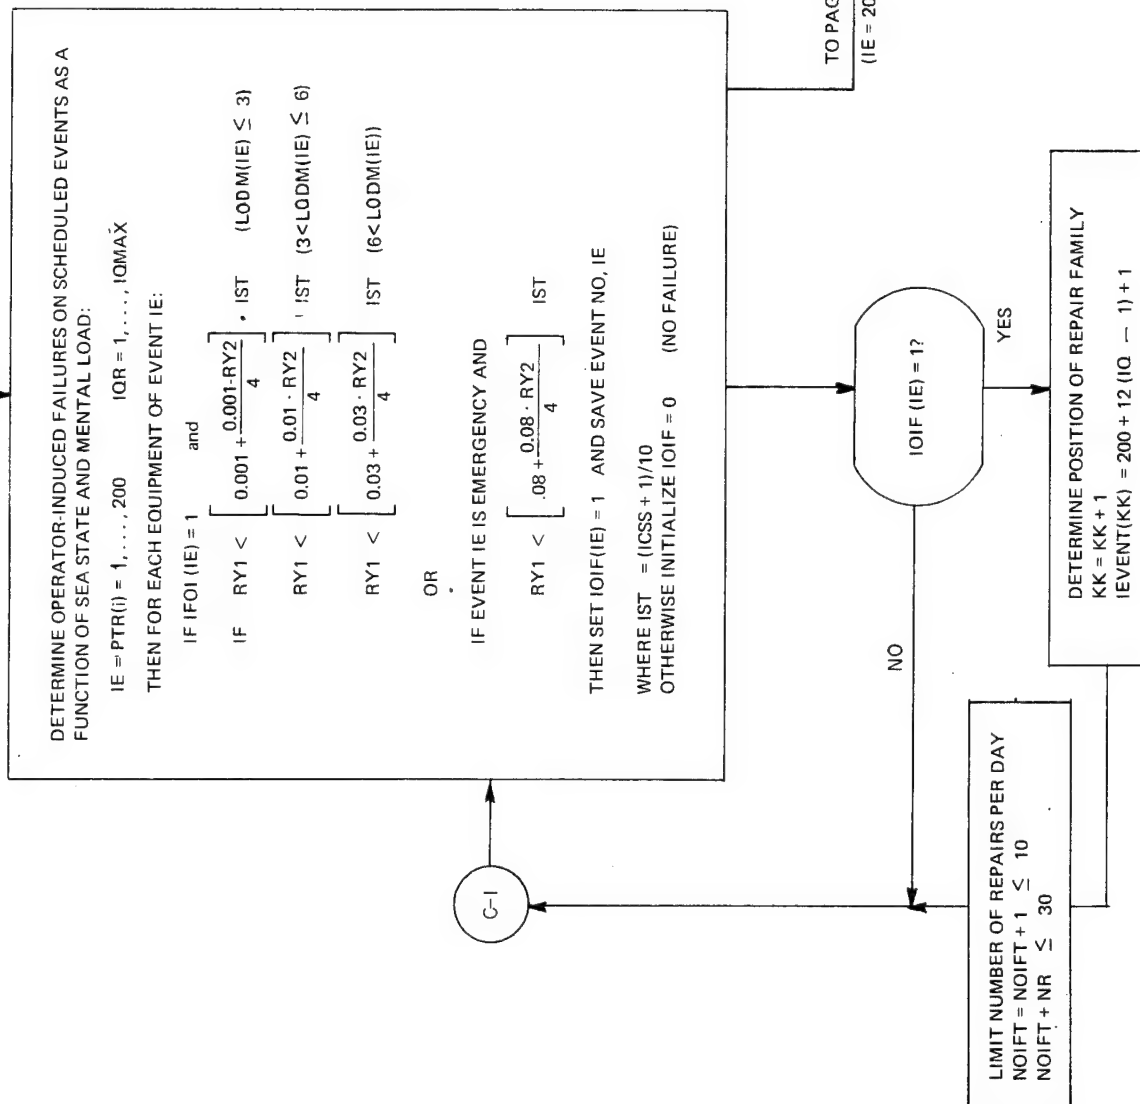 DETERMINE OPERATOR-INDUCED FAILURES ON SCHEDULED EVENTS AS A
FUNCTION OF SEA STATE AND MENTAL LOAD:
IE = PTR(i) = 1, . . . , 200 IQR = 1, . . . , IQMAX
THEN FOR EACH EQUIPMENT OF EVENT IE:
IF IFOI (IE) = 1 and
IF RY1 < [0.001 + 0.001·RY2 / 4] · IST (LODM(IE) ≤ 3)
RY1 < [0.01 + 0.01 · RY2 / 4] ' IST (3<LODM(IE) ≤ 6)
RY1 < [0.03 + 0.03 · RY2 / 4] IST (6<LODM(IE))
OR
IF EVENT IE IS EMERGENCY AND
RY1 < [.08 + 0.08 · RY2 / 4] IST
THEN SET IOIF(IE) = 1 AND SAVE EVENT NO, IE
WHERE IST = (ICSS + 1)/10
OTHERWISE INITIALIZE IOIF = 0 (NO FAILURE)
TO PAG
(IE = 20
C-I
IOIF (IE) = 1?
NO
YES
DETERMINE POSITION OF REPAIR FAMILY
KK = KK + 1
IEVENT(KK) = 200 + 12 (IQ — 1) + 1
LIMIT NUMBER OF REPAIRS PER DAY
NOIFT = NOIFT + 1 ≤ 10
NOIFT + NR ≤ 30